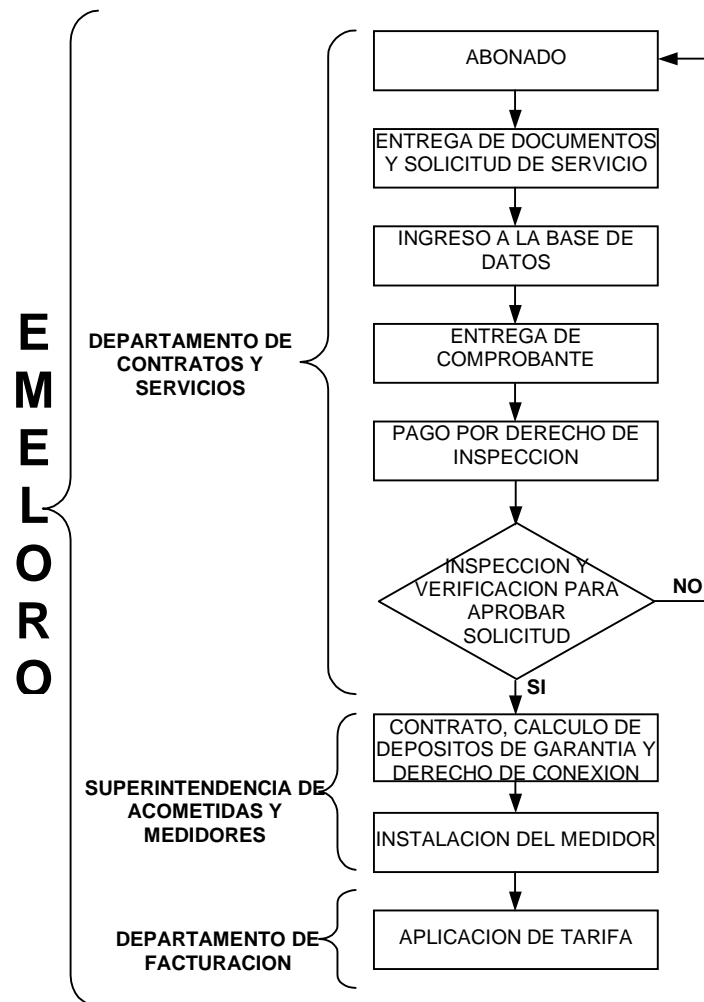 EMELORO
DEPARTAMENTO DE
CONTRATOS Y
SERVICIOS
ABONADO
ENTREGA DE DOCUMENTOS
Y SOLICITUD DE SERVICIO
INGRESO A LA BASE DE
DATOS
ENTREGA DE
COMPROBANTE
PAGO POR DERECHO DE
INSPECCION
INSPECCION Y
VERIFICACION PARA
APROBAR
SOLICITUD
NO
SI
SUPERINTENDENCIA DE
ACOMETIDAS Y
MEDIDORES
CONTRATO, CALCULO DE
DEPOSITOS DE GARANTIA Y
DERECHO DE CONEXION
INSTALACION DEL MEDIDOR
DEPARTAMENTO DE
FACTURACION
APLICACION DE TARIFA